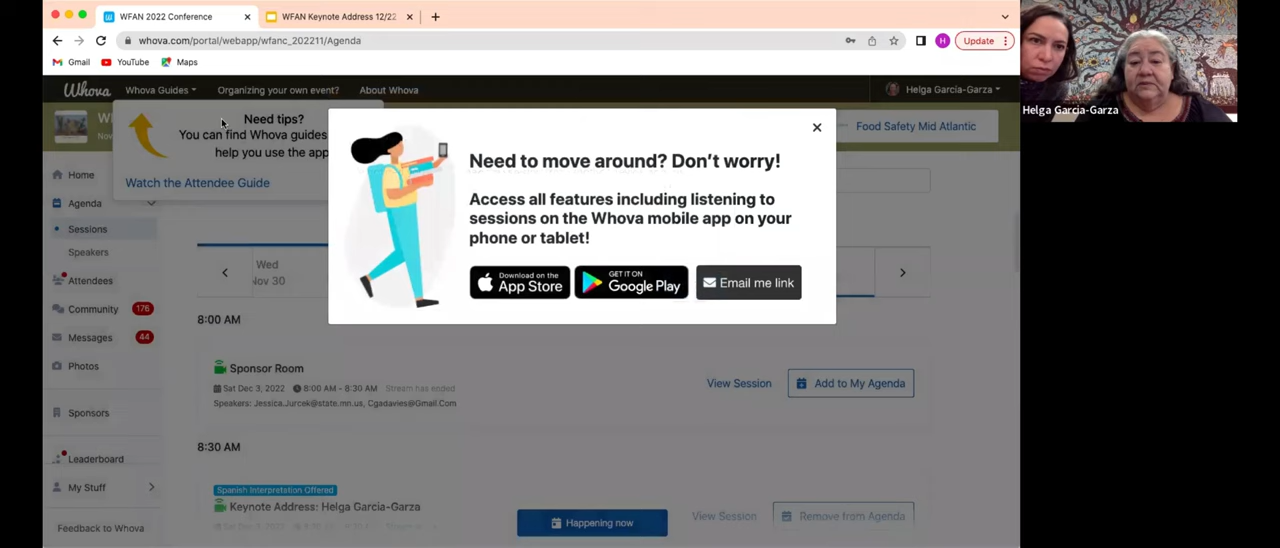 WFAN 2022 Conference
WFAN Keynote Address 12/22
whova.com/portal/webapp/wfanc_202211/Agenda
H
Update
Gmail
YouTube
Maps
Whova
Whova Guides
Organizing your own event?
About Whova
Helga Garcia-Garza
Helga Garcia-Garza
Need tips?
You can find Whova guides
help you use the app
Watch the Attendee Guide
Food Safety Mid Atlantic
Need to move around? Don't worry!
Access all features including listening to
sessions on the Whova mobile app on your
phone or tablet!
Download on the
App Store
GET IT ON
Google Play
Email me link
Home
Agenda
Sessions
Speakers
Attendees
Community 176
Messages 44
Photos
Sponsors
Leaderboard
My Stuff
Feedback to Whova
Wed
Nov 30
8:00 AM
Sponsor Room
Sat Dec 3, 2022 8:00 AM - 8:30 AM Stream has ended
Speakers: Jessica.Jurcek@state.mn.us, Cgadavies@Gmail.Com
View Session
Add to My Agenda
8:30 AM
Spanish Interpretation Offered
Keynote Address: Helga Garcia-Garza
Sat Dec 3, 2022
Happening now
View Session
Remove from Agenda